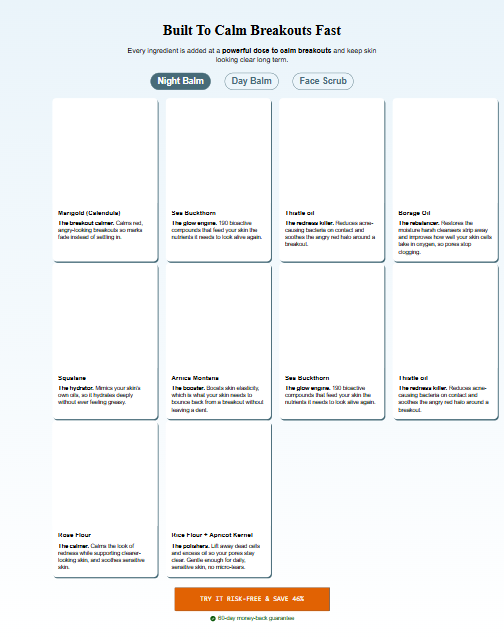 Built To Calm Breakouts Fast
Every ingredient is added at a powerful dose to calm breakouts and keep skin
looking clear long term.
Night Balm
Day Balm
Face Scrub
Marigold (Calendula)
The breakout calmer. Calms red,
angry-looking breakouts so marks
fade instead of settling in.
Sea Buckthorn
The glow engine. 190 bioactive
compounds that feed your skin the
nutrients it needs to look alive again.
Thistle oil
The redness killer. Reduces acne-
causing bacteria on contact and
soothes the angry red halo around a
breakout.
Borage Oil
The rebalancer. Restores the
moisture harsh cleansers strip away
and improves how well your skin cells
take in oxygen, so pores stop
clogging.
Squalane
The hydrator. Mimics your skin's
own oils, so it hydrates deeply
without ever feeling greasy.
Arnica Montana
The booster. Boosts skin elasticity,
which is what your skin needs to
bounce back from a breakout without
leaving a dent.
Sea Buckthorn
The glow engine. 190 bioactive
compounds that feed your skin the
nutrients it needs to look alive again.
Thistle oil
The redness killer. Reduces acne-
causing bacteria on contact and
soothes the angry red halo around a
breakout.
Rose Flour
The calmer. Calms the look of
redness while supporting clearer-
looking skin, and soothes sensitive
skin.
Rice Flour + Apricot Kernel
The polishers. Lift away dead cells
and excess oil so your pores stay
clear. Gentle enough for daily,
sensitive skin, no micro-tears.
TRY IT RISK-FREE & SAVE 46%
60-day money-back guarantee